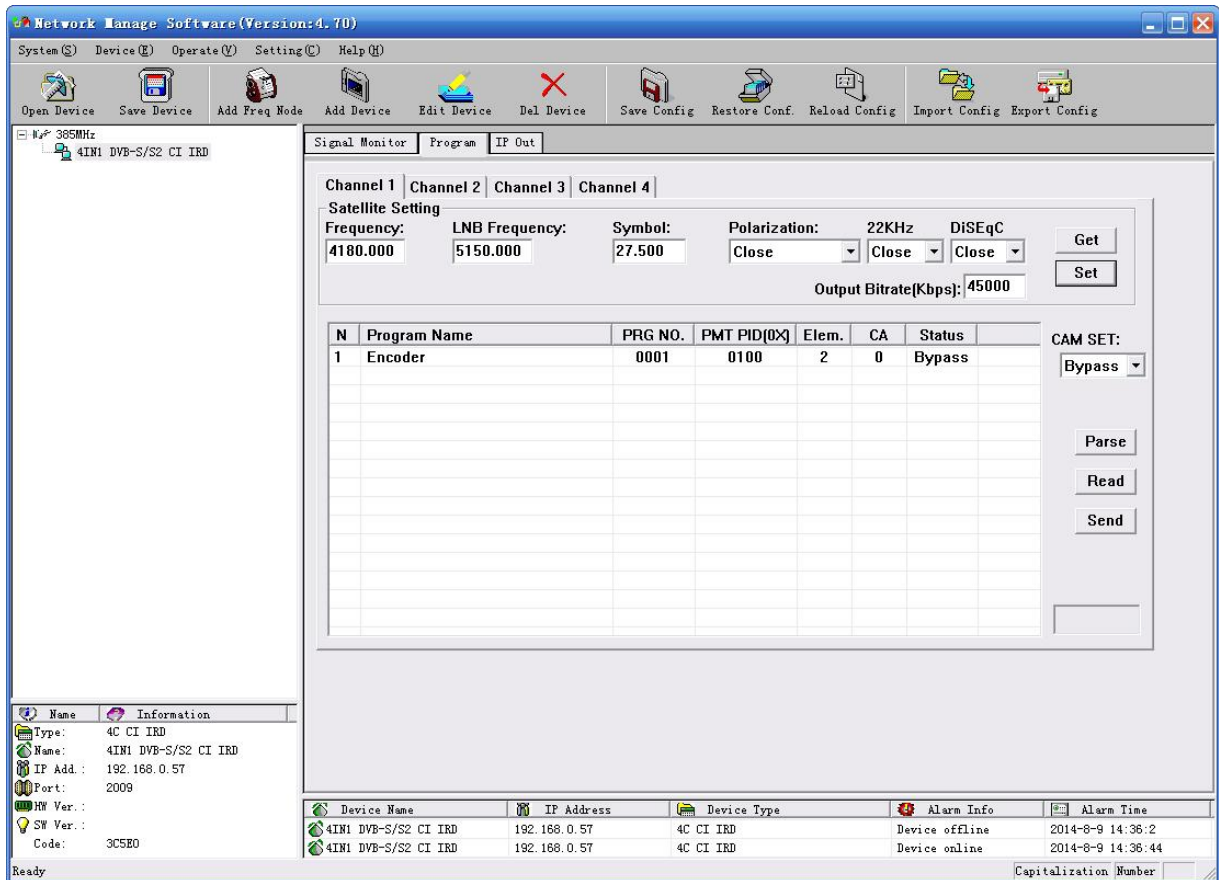 Network Manage Software(Version:4.70)
System(S) Device(E) Operate(V) Setting(C) Help(H)
Open Device Save Device Add Freq Node Add Device Edit Device Del Device Save Config Restore Conf. Reload Config Import Config Export Config
385MHz
4IN1 DVB-S/S2 CI IRD
Signal Monitor Program IP Out
Channel 1 Channel 2 Channel 3 Channel 4
Satellite Setting
Frequency: LNB Frequency: Symbol: Polarization: 22KHz DiSEqC
4180.000 5150.000 27.500 Close Close Close
Get
Set
Output Bitrate(Kbps): 45000
N Program Name PRG NO. PMT PID(0X) Elem. CA Status
1 Encoder 0001 0100 2 0 Bypass
CAM SET:
Bypass
Parse
Read
Send
Name Information
Type: 4C CI IRD
Name: 4IN1 DVB-S/S2 CI IRD
IP Add.: 192.168.0.57
Port: 2009
HW Ver.:
SW Ver.:
Code: 3C5E0
Device Name IP Address Device Type Alarm Info Alarm Time
4IN1 DVB-S/S2 CI IRD 192.168.0.57 4C CI IRD Device offline 2014-8-9 14:36:2
4IN1 DVB-S/S2 CI IRD 192.168.0.57 4C CI IRD Device online 2014-8-9 14:36:44
Ready Capitalization Number